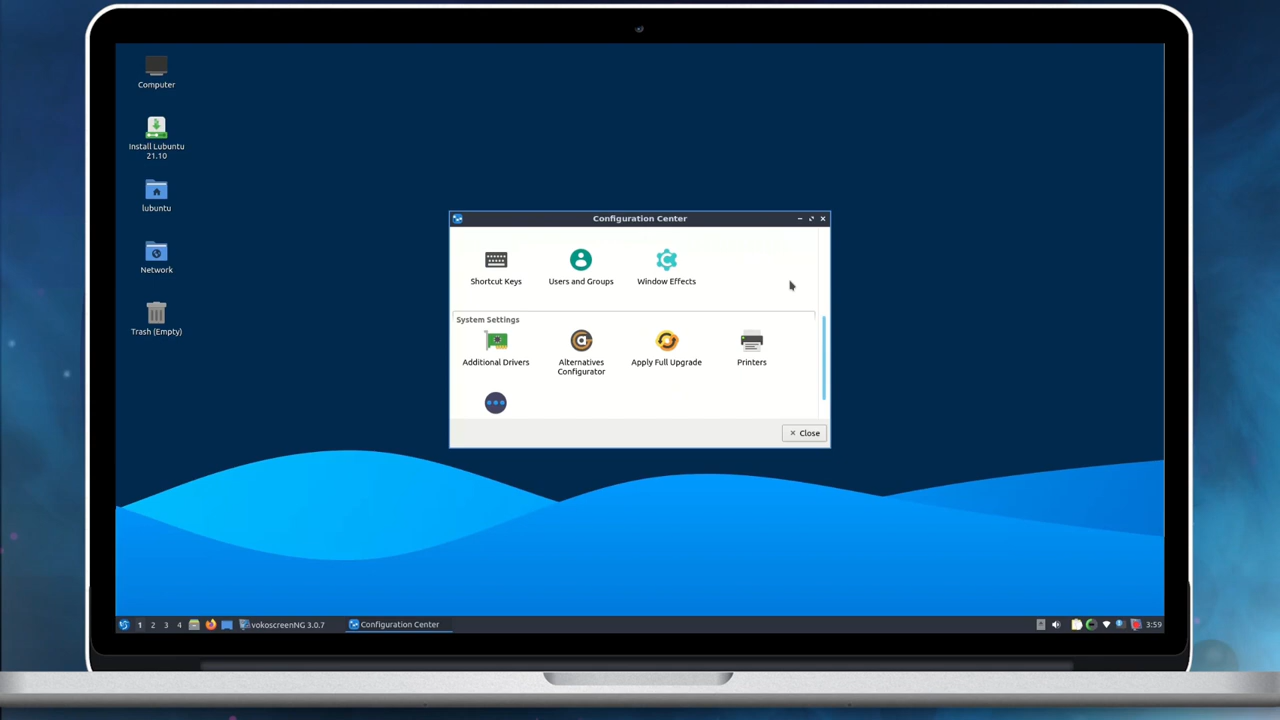 Computer
Install Lubuntu
21.10
lubuntu
Network
Trash (Empty)
Configuration Center
Shortcut Keys
Users and Groups
Window Effects
System Settings
Additional Drivers
Alternatives
Configurator
Apply Full Upgrade
Printers
Close
1 2 3 4
vokoscreenNG 3.0.7
Configuration Center
3:59